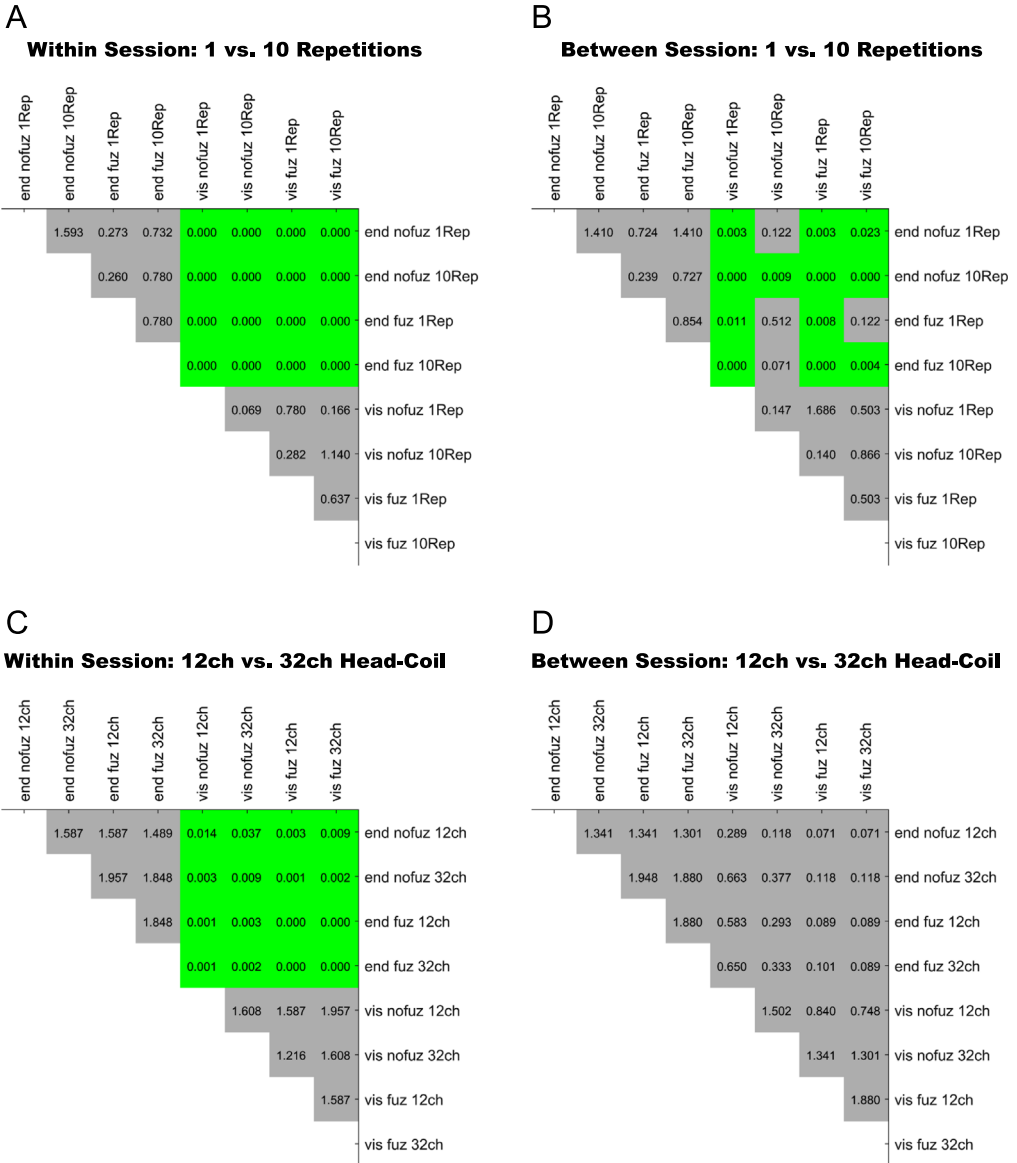 A
Within Session: 1 vs. 10 Repetitions
end nofuz 1Rep
end nofuz 10Rep
end fuz 1Rep
end fuz 10Rep
vis nofuz 1Rep
vis nofuz 10Rep
vis fuz 1Rep
vis fuz 10Rep
1.593 0.273 0.732 0.000 0.000 0.000 0.000 end nofuz 1Rep
0.260 0.780 0.000 0.000 0.000 0.000 end nofuz 10Rep
0.780 0.000 0.000 0.000 0.000 end fuz 1Rep
0.000 0.000 0.000 0.000 end fuz 10Rep
0.069 0.780 0.166 vis nofuz 1Rep
0.282 1.140 vis nofuz 10Rep
0.637 vis fuz 1Rep
vis fuz 10Rep
B
Between Session: 1 vs. 10 Repetitions
end nofuz 1Rep
end nofuz 10Rep
end fuz 1Rep
end fuz 10Rep
vis nofuz 1Rep
vis nofuz 10Rep
vis fuz 1Rep
vis fuz 10Rep
1.410 0.724 1.410 0.003 0.122 0.003 0.023 end nofuz 1Rep
0.239 0.727 0.000 0.009 0.000 0.000 end nofuz 10Rep
0.854 0.011 0.512 0.008 0.122 end fuz 1Rep
0.000 0.071 0.000 0.004 end fuz 10Rep
0.147 1.686 0.503 vis nofuz 1Rep
0.140 0.866 vis nofuz 10Rep
0.503 vis fuz 1Rep
vis fuz 10Rep
C
Within Session: 12ch vs. 32ch Head-Coil
end nofuz 12ch
end nofuz 32ch
end fuz 12ch
end fuz 32ch
vis nofuz 12ch
vis nofuz 32ch
vis fuz 12ch
vis fuz 32ch
1.587 1.587 1.489 0.014 0.037 0.003 0.009 end nofuz 12ch
1.957 1.848 0.003 0.009 0.001 0.002 end nofuz 32ch
1.848 0.001 0.003 0.000 0.000 end fuz 12ch
0.001 0.002 0.000 0.000 end fuz 32ch
1.608 1.587 1.957 vis nofuz 12ch
1.216 1.608 vis nofuz 32ch
1.587 vis fuz 12ch
vis fuz 32ch
D
Between Session: 12ch vs. 32ch Head-Coil
end nofuz 12ch
end nofuz 32ch
end fuz 12ch
end fuz 32ch
vis nofuz 12ch
vis nofuz 32ch
vis fuz 12ch
vis fuz 32ch
1.341 1.341 1.301 0.289 0.118 0.071 0.071 end nofuz 12ch
1.948 1.880 0.663 0.377 0.118 0.118 end nofuz 32ch
1.880 0.583 0.293 0.089 0.089 end fuz 12ch
0.650 0.333 0.101 0.089 end fuz 32ch
1.502 0.840 0.748 vis nofuz 12ch
1.341 1.301 vis nofuz 32ch
1.880 vis fuz 12ch
vis fuz 32ch